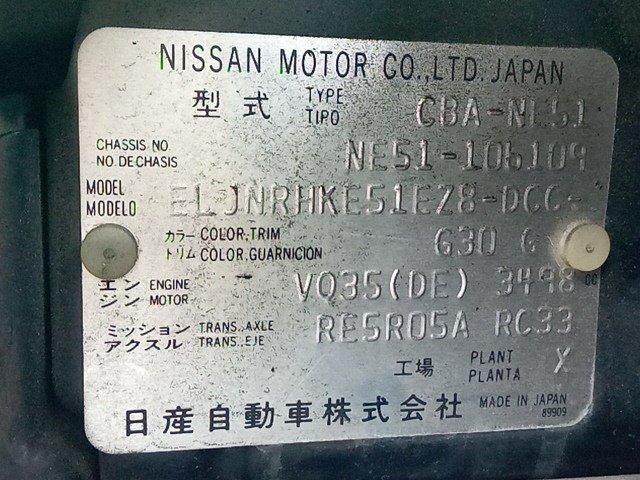 NISSAN MOTOR CO.,LTD. JAPAN
型式 TYPE TIPO CBA-NE51
CHASSIS NO.
NO. DE CHASIS NE51-106109
MODEL
MODELO ELJNRHKE51EZ8-DCC-
カラー COLOR,TRIM G30 G
トリム COLOR,GUARNICION
エンジン ENGINE MOTOR VQ35(DE) 3498 CC
ミッション TRANS.,AXLE RE5R05A RC33
アクスル TRANS.,EJE
工場 PLANT PLANTA X
日産自動車株式会社 MADE IN JAPAN
89909